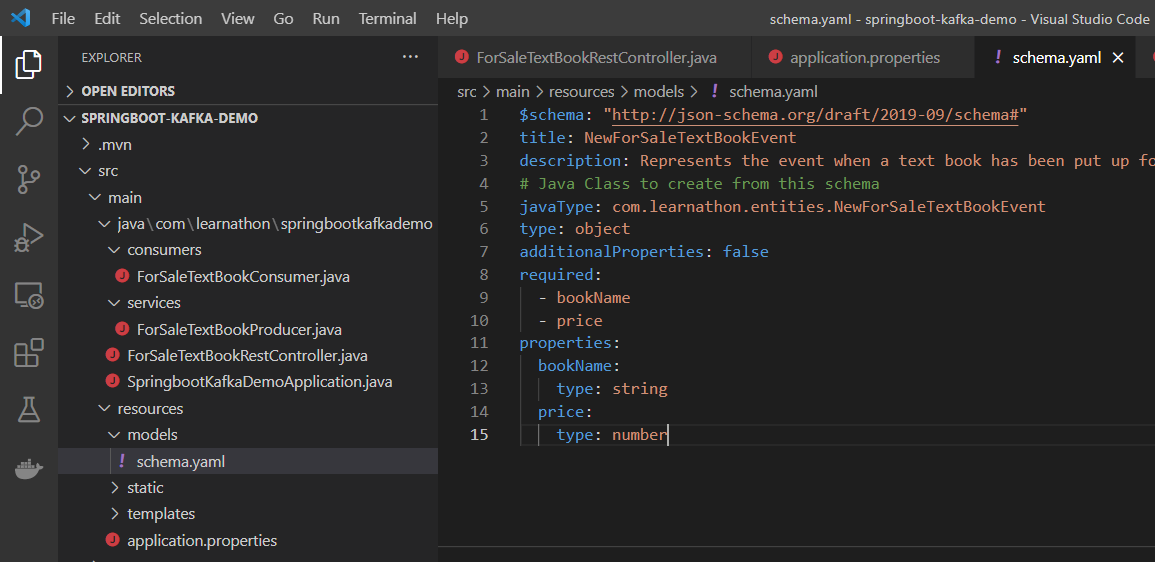 File Edit Selection View Go Run Terminal Help schema.yaml - springboot-kafka-demo - Visual Studio Code
EXPLORER ···
OPEN EDITORS
SPRINGBOOT-KAFKA-DEMO
.mvn
src
main
java\com\learnathon\springbootkafkademo
consumers
ForSaleTextBookConsumer.java
services
ForSaleTextBookProducer.java
ForSaleTextBookRestController.java
SpringbootKafkaDemoApplication.java
resources
models
! schema.yaml
static
templates
application.properties
ForSaleTextBookRestController.java application.properties ! schema.yaml
src > main > resources > models > ! schema.yaml
1 $schema: "http://json-schema.org/draft/2019-09/schema#"
2 title: NewForSaleTextBookEvent
3 description: Represents the event when a text book has been put up fo
4 # Java Class to create from this schema
5 javaType: com.learnathon.entities.NewForSaleTextBookEvent
6 type: object
7 additionalProperties: false
8 required:
9 - bookName
10 - price
11 properties:
12 bookName:
13 type: string
14 price:
15 type: number